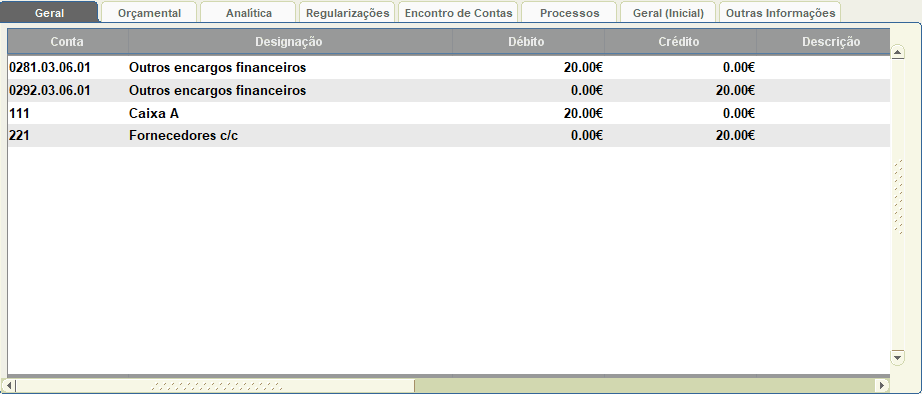 Geral Orçamental Analítica Regularizações Encontro de Contas Processos Geral (Inicial) Outras Informações
Conta Designação Débito Crédito Descrição
0281.03.06.01 Outros encargos financeiros 20.00€ 0.00€
0292.03.06.01 Outros encargos financeiros 0.00€ 20.00€
111 Caixa A 20.00€ 0.00€
221 Fornecedores c/c 0.00€ 20.00€